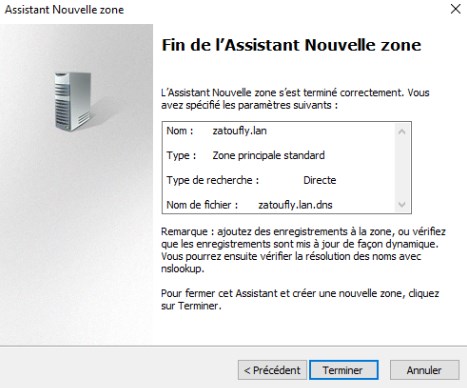 Assistant Nouvelle zone
Fin de l'Assistant Nouvelle zone
L'Assistant Nouvelle zone s'est terminé correctement. Vous
avez spécifié les paramètres suivants :
Nom : zatoufly.lan
Type : Zone principale standard
Type de recherche : Directe
Nom de fichier : zatoufly.lan.dns
Remarque : ajoutez des enregistrements à la zone, ou vérifiez
que les enregistrements sont mis à jour de façon dynamique.
Vous pourrez ensuite vérifier la résolution des noms avec
nslookup.
Pour fermer cet Assistant et créer une nouvelle zone, cliquez
sur Terminer.
< Précédent Terminer Annuler